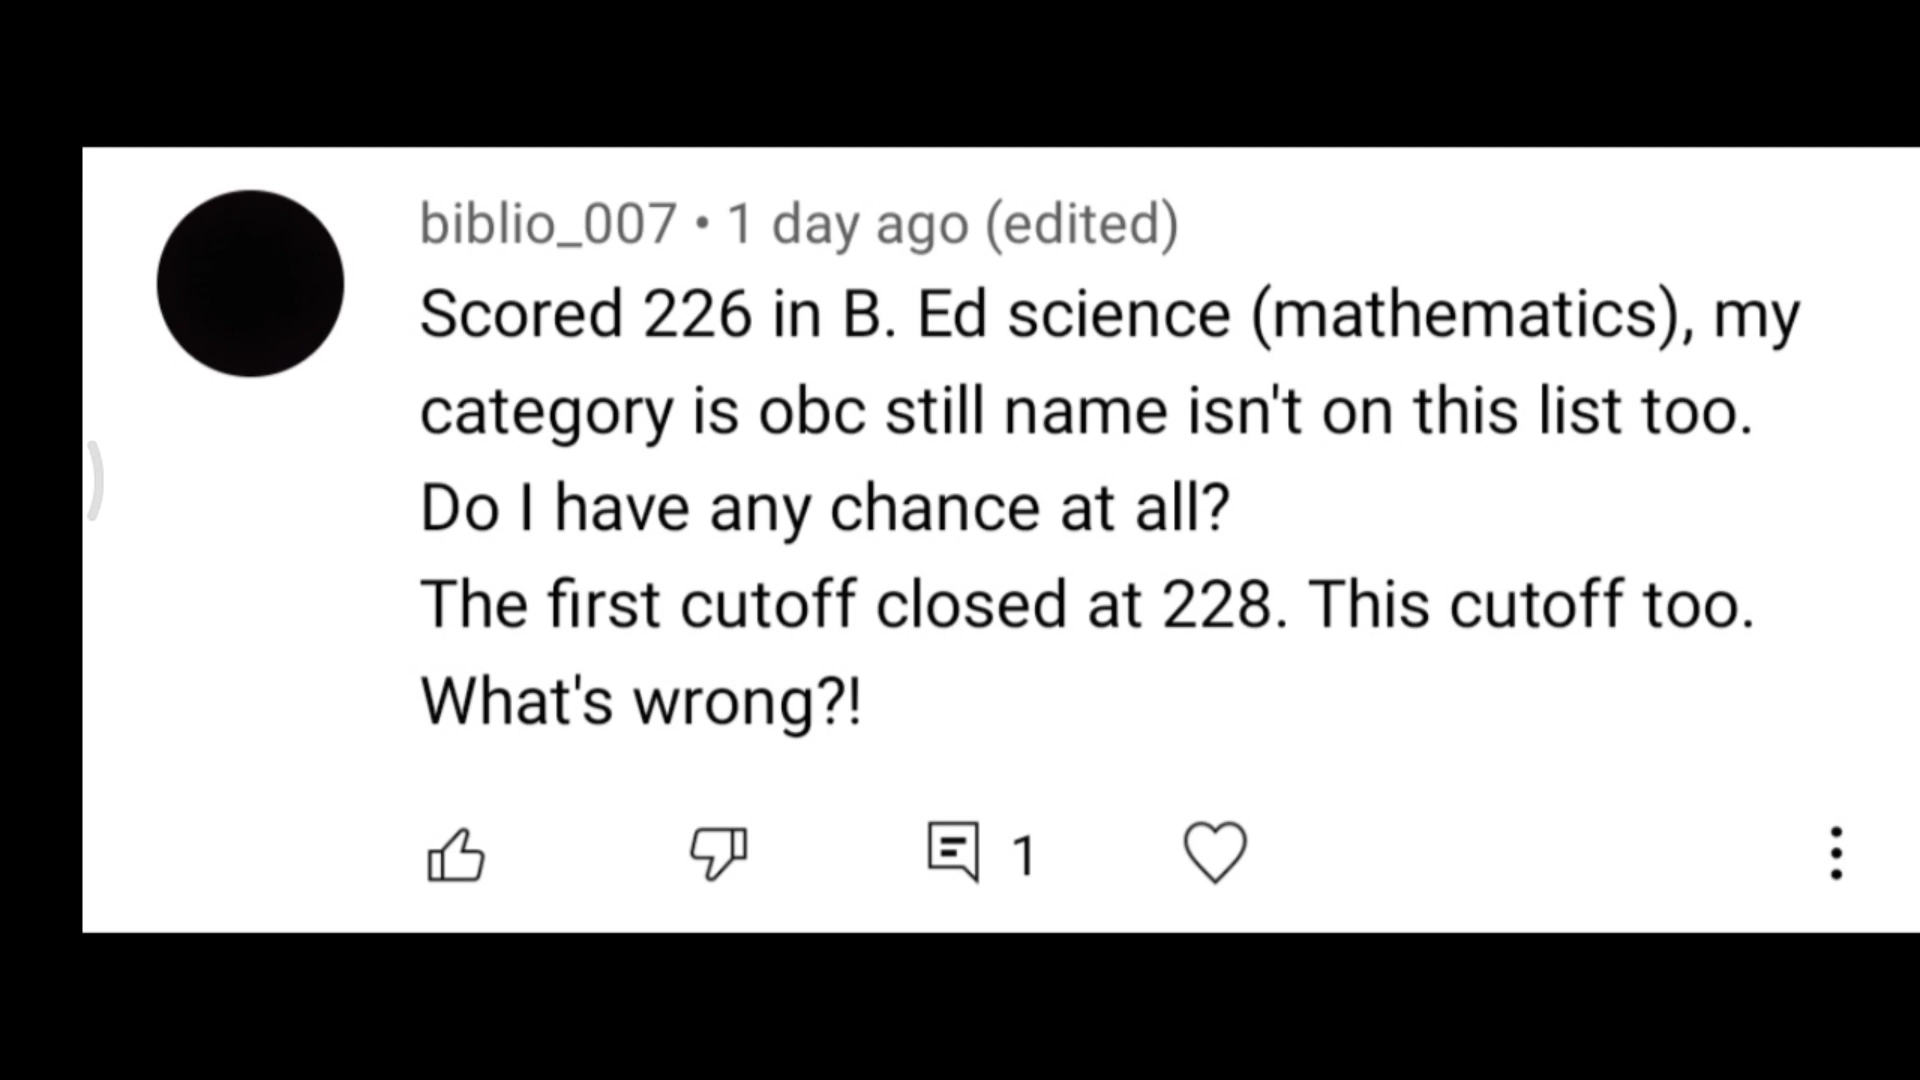 biblio_007 • 1 day ago (edited)
Scored 226 in B. Ed science (mathematics), my
category is obc still name isn't on this list too.
Do I have any chance at all?
The first cutoff closed at 228. This cutoff too.
What's wrong?!
1